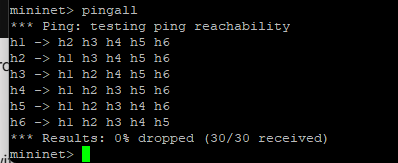 mininet> pingall
*** Ping: testing ping reachability
h1 -> h2 h3 h4 h5 h6
h2 -> h1 h3 h4 h5 h6
h3 -> h1 h2 h4 h5 h6
h4 -> h1 h2 h3 h5 h6
h5 -> h1 h2 h3 h4 h6
h6 -> h1 h2 h3 h4 h5
*** Results: 0% dropped (30/30 received)
mininet>